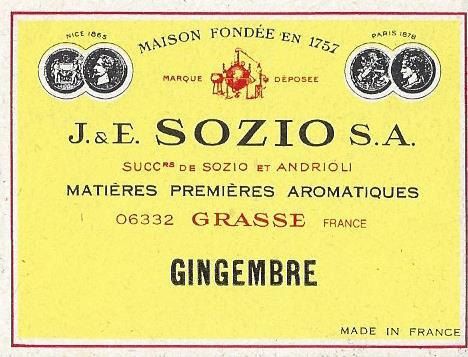 NICE 1865
MAISON FONDÉE EN 1757
PARIS 1878
MARQUE DÉPOSÉE
J. & E. SOZIO S.A.
SUCCRS DE SOZIO ET ANDRIOLI
MATIÈRES PREMIÈRES AROMATIQUES
06332 GRASSE FRANCE
GINGEMBRE
MADE IN FRANCE